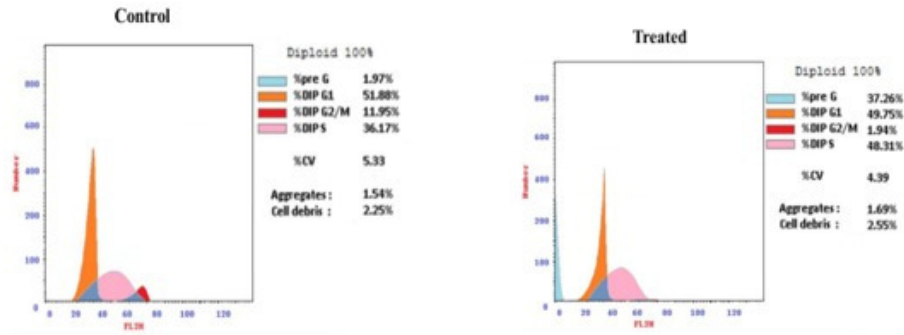 Control
Diploid 100%
%pre G 1.97%
%DIP G1 51.88%
%DIP G2/M 11.95%
%DIP S 36.17%
%CV 5.33
Aggregates : 1.54%
Cell debris : 2.25%
Number
800
600
400
200
100
0
0 20 40 60 80 100 120
FL2H
Treated
Diploid 100%
%pre G 37.26%
%DIP G1 49.75%
%DIP G2/M 1.94%
%DIP S 48.31%
%CV 4.39
Aggregates : 1.69%
Cell debris : 2.55%
Number
800
600
400
200
100
0
0 20 40 60 80 100 120
FL2H